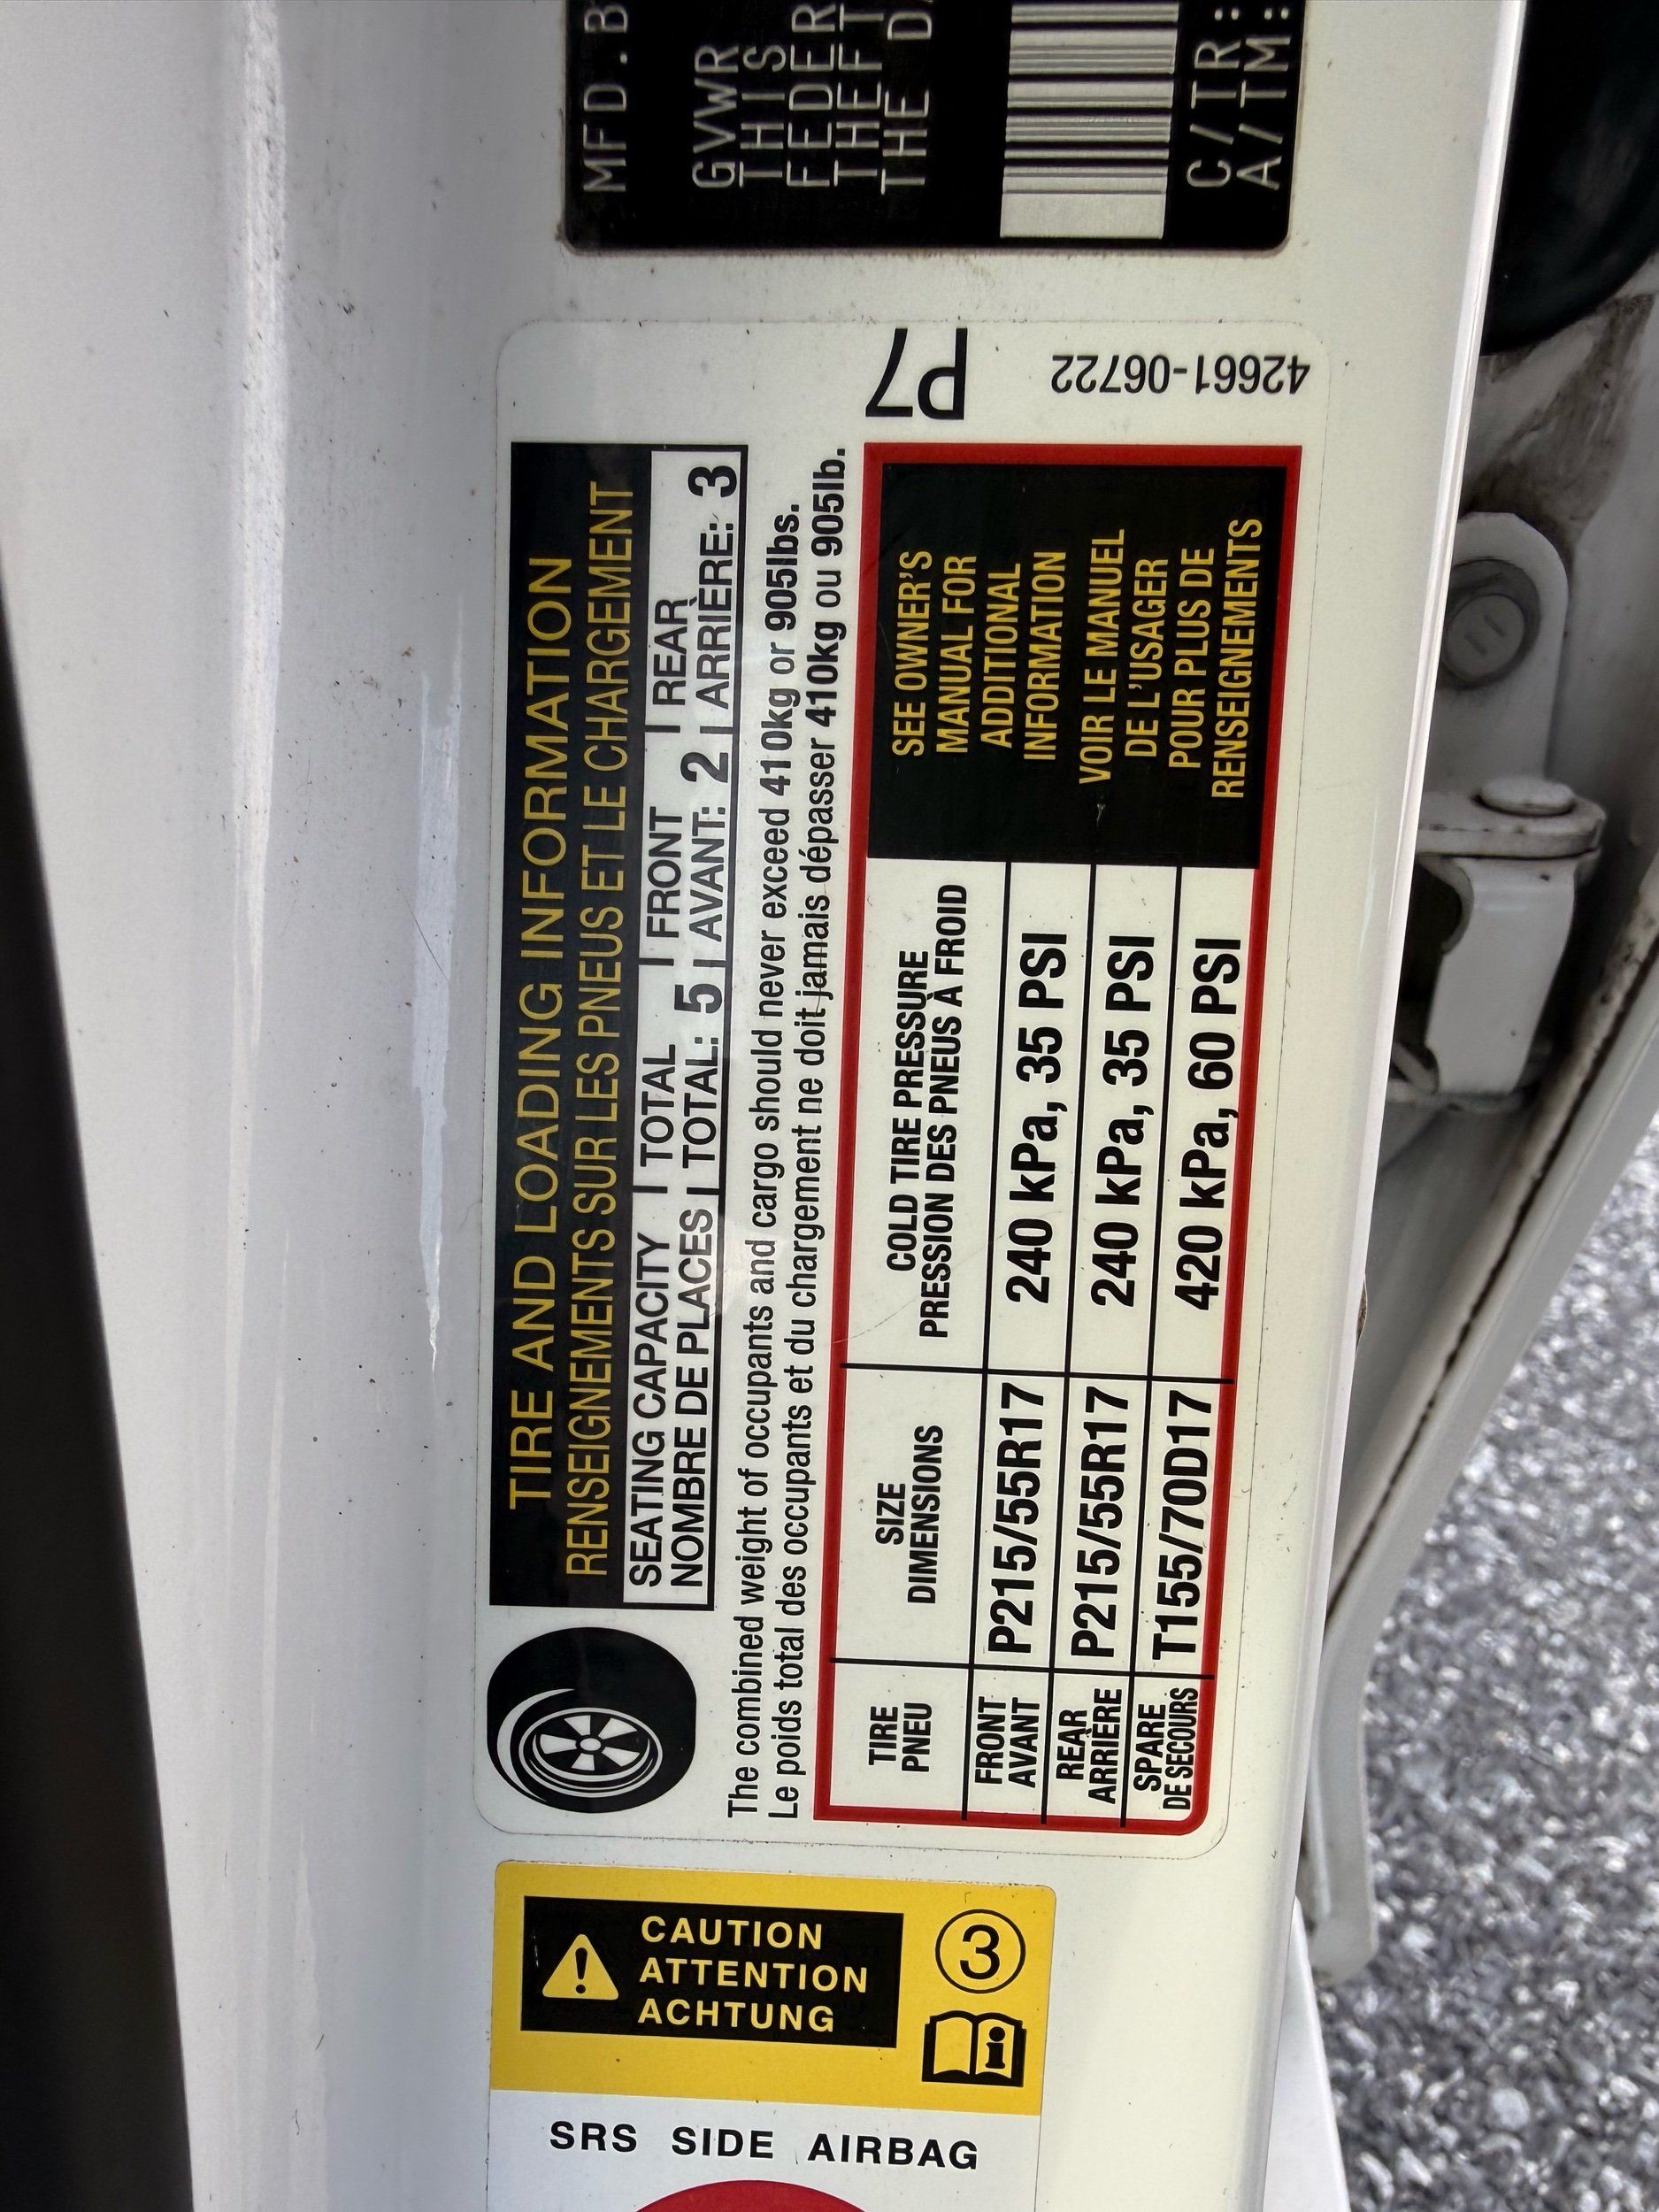 MFD.B
GVWR
THIS
FEDER
THEFT
THE D
C/TR:
A/TM:
TIRE AND LOADING INFORMATION
RENSEIGNEMENTS SUR LES PNEUS ET LE CHARGEMENT
SEATING CAPACITY TOTAL FRONT REAR
NOMBRE DE PLACES TOTAL: 5 AVANT: 2 ARRIÈRE: 3
The combined weight of occupants and cargo should never exceed 410kg or 905lbs.
Le poids total des occupants et du chargement ne doit jamais dépasser 410kg ou 905lb.
TIRE SIZE COLD TIRE PRESSURE
PNEU DIMENSIONS PRESSION DES PNEUS À FROID
FRONT
AVANT P215/55R17 240 kPa, 35 PSI
REAR
ARRIÈRE P215/55R17 240 kPa, 35 PSI
SPARE
DE SECOURS T155/70D17 420 kPa, 60 PSI
SEE OWNER'S
MANUAL FOR
ADDITIONAL
INFORMATION
VOIR LE MANUEL
DE L'USAGER
POUR PLUS DE
RENSEIGNEMENTS
P7
42661-06722
CAUTION
ATTENTION
ACHTUNG
3
SRS SIDE AIRBAG